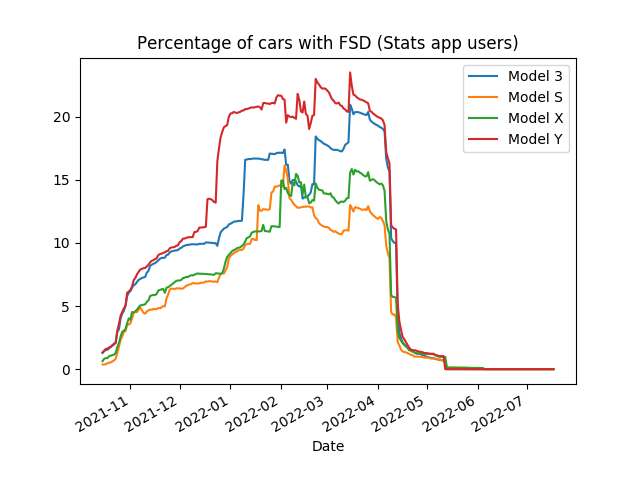 Percentage of cars with FSD (Stats app users)
Model 3
Model S
Model X
Model Y
20
15
10
5
0
2021-11
2021-12
2022-01
2022-02
2022-03
2022-04
2022-05
2022-06
2022-07
Date